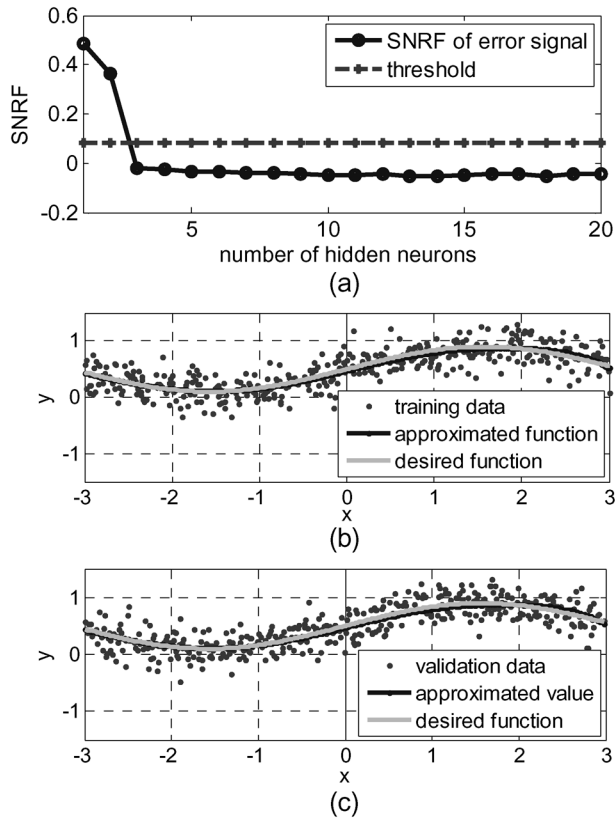 0.6
0.4
0.2
0
-0.2
SNRF
SNRF of error signal
threshold
5
10
15
20
number of hidden neurons
(a)
1
0
-1
y
training data
approximated function
desired function
-3
-2
-1
0
1
2
3
x
(b)
1
0
-1
y
validation data
approximated value
desired function
-3
-2
-1
0
1
2
3
x
(c)